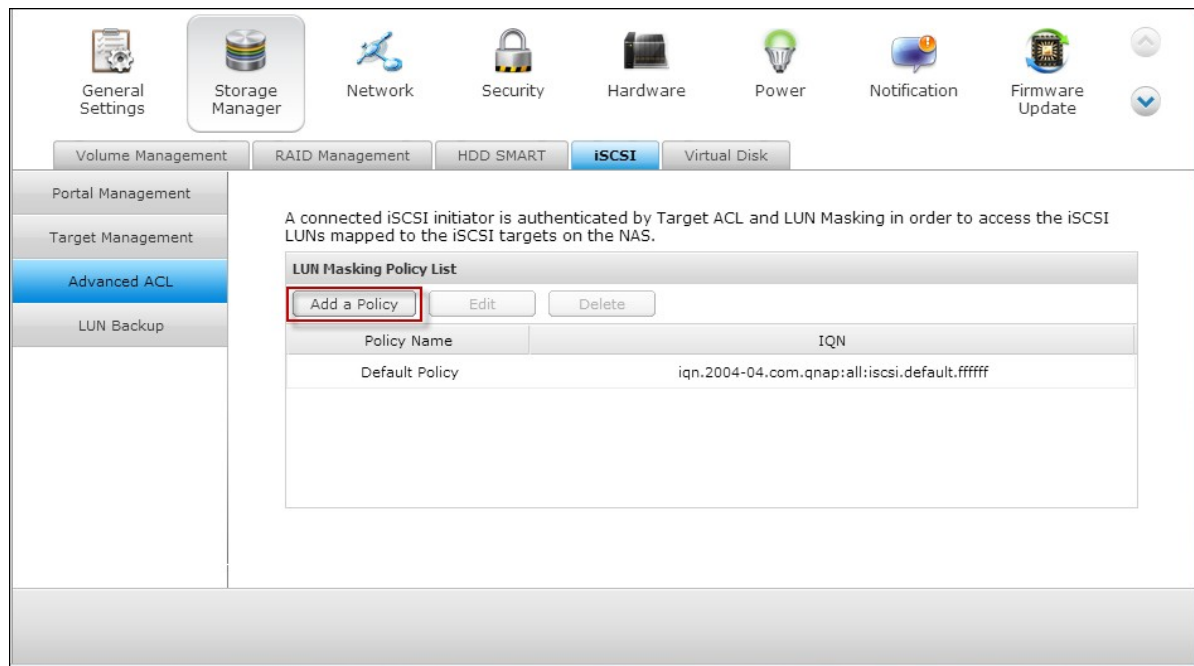 General Settings
Storage Manager
Network
Security
Hardware
Power
Notification
Firmware Update
Volume Management
RAID Management
HDD SMART
iSCSI
Virtual Disk
Portal Management
Target Management
Advanced ACL
LUN Backup
A connected iSCSI initiator is authenticated by Target ACL and LUN Masking in order to access the iSCSI
LUNs mapped to the iSCSI targets on the NAS.
LUN Masking Policy List
Add a Policy
Edit
Delete
Policy Name
IQN
Default Policy
iqn.2004-04.com.qnap:all:iscsi.default.ffffff